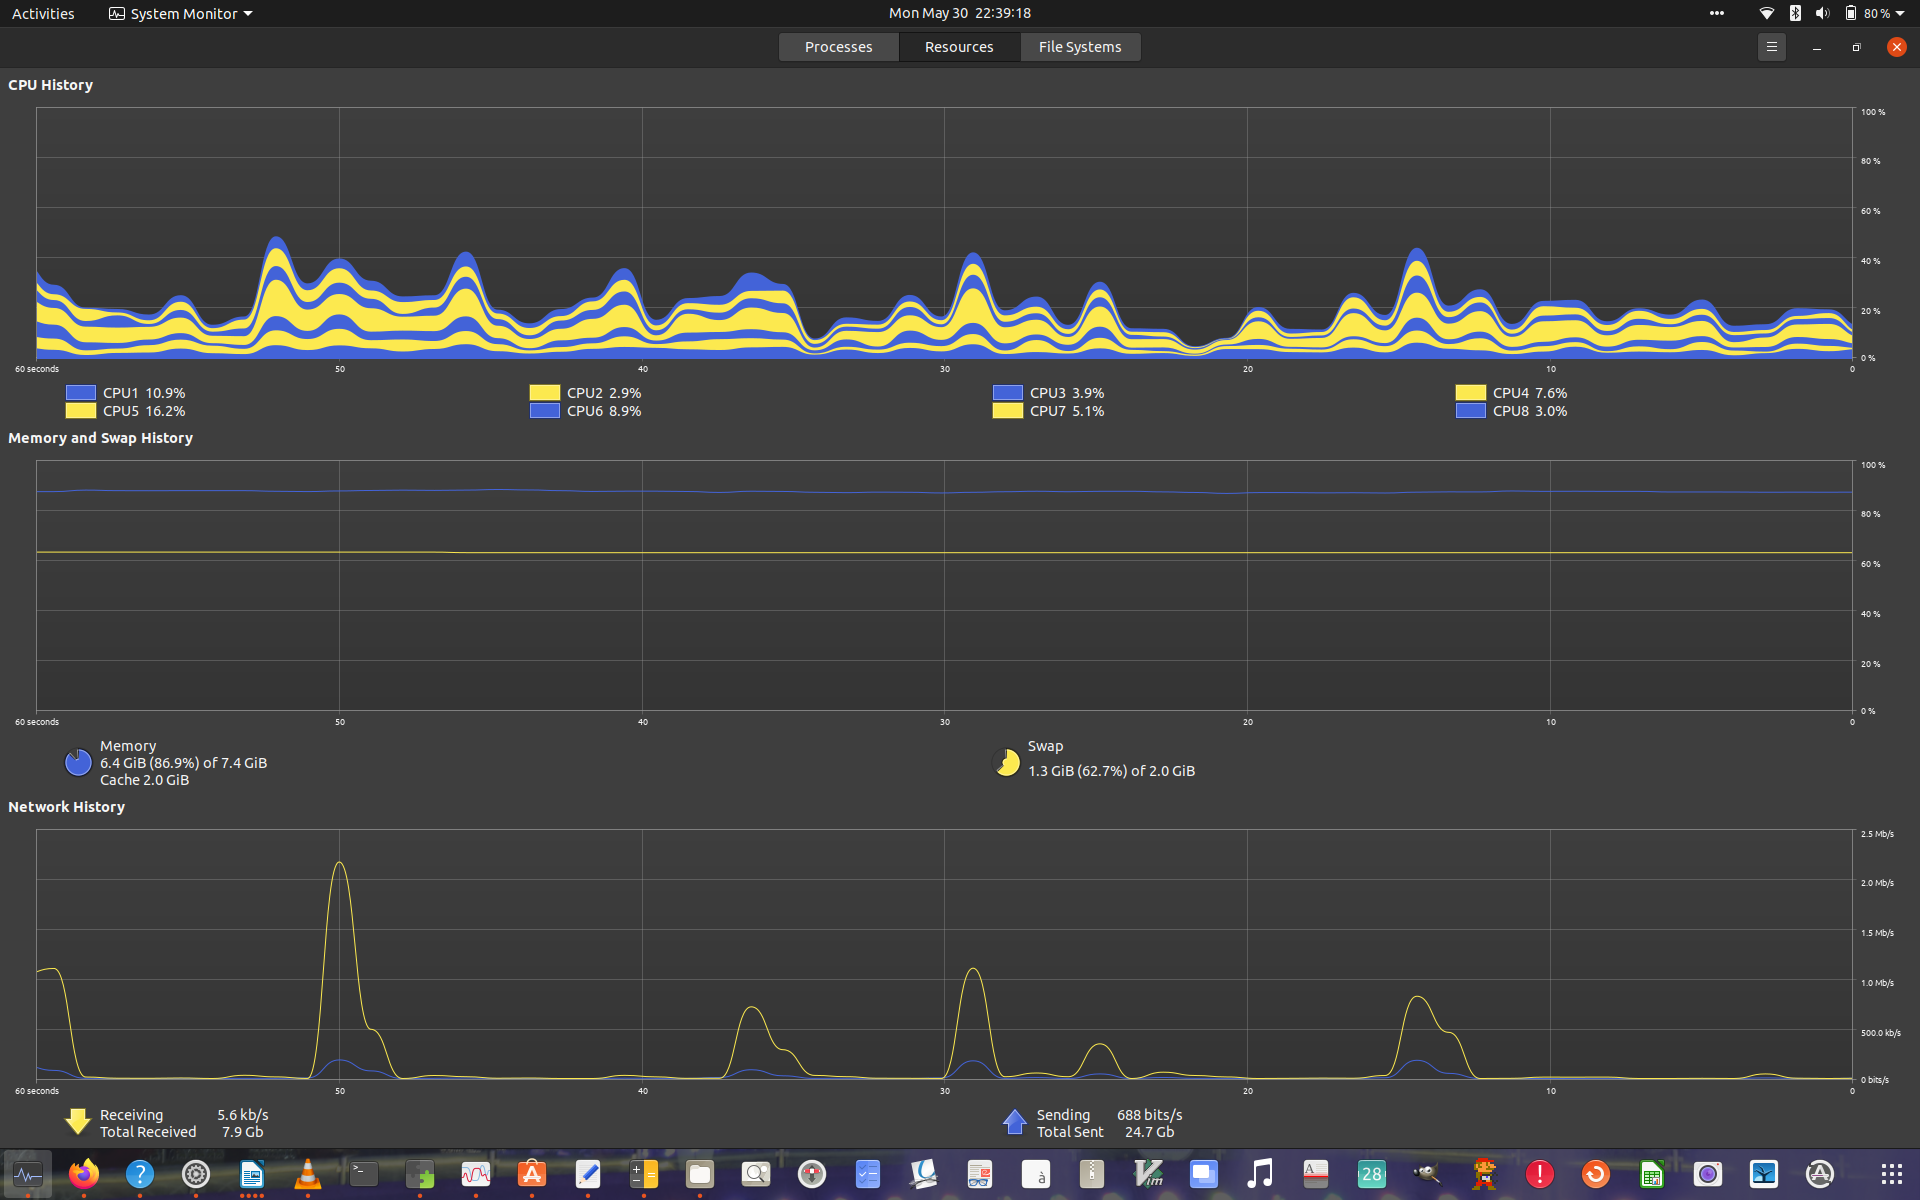 Activities System Monitor Mon May 30 22:39:18 80 %
Processes Resources File Systems
CPU History
100 %
80 %
60 %
40 %
20 %
0 %
60 seconds 50 40 30 20 10 0
CPU1 10.9% CPU2 2.9% CPU3 3.9% CPU4 7.6%
CPU5 16.2% CPU6 8.9% CPU7 5.1% CPU8 3.0%
Memory and Swap History
100 %
80 %
60 %
40 %
20 %
0 %
60 seconds 50 40 30 20 10 0
Memory
6.4 GiB (86.9%) of 7.4 GiB
Cache 2.0 GiB
Swap
1.3 GiB (62.7%) of 2.0 GiB
Network History
2.5 Mb/s
2.0 Mb/s
1.5 Mb/s
1.0 Mb/s
500.0 kb/s
0 bits/s
60 seconds 50 40 30 20 10 0
Receiving 5.6 kb/s
Total Received 7.9 Gb
Sending 688 bits/s
Total Sent 24.7 Gb
? >_ A à Vim A 28 ! A